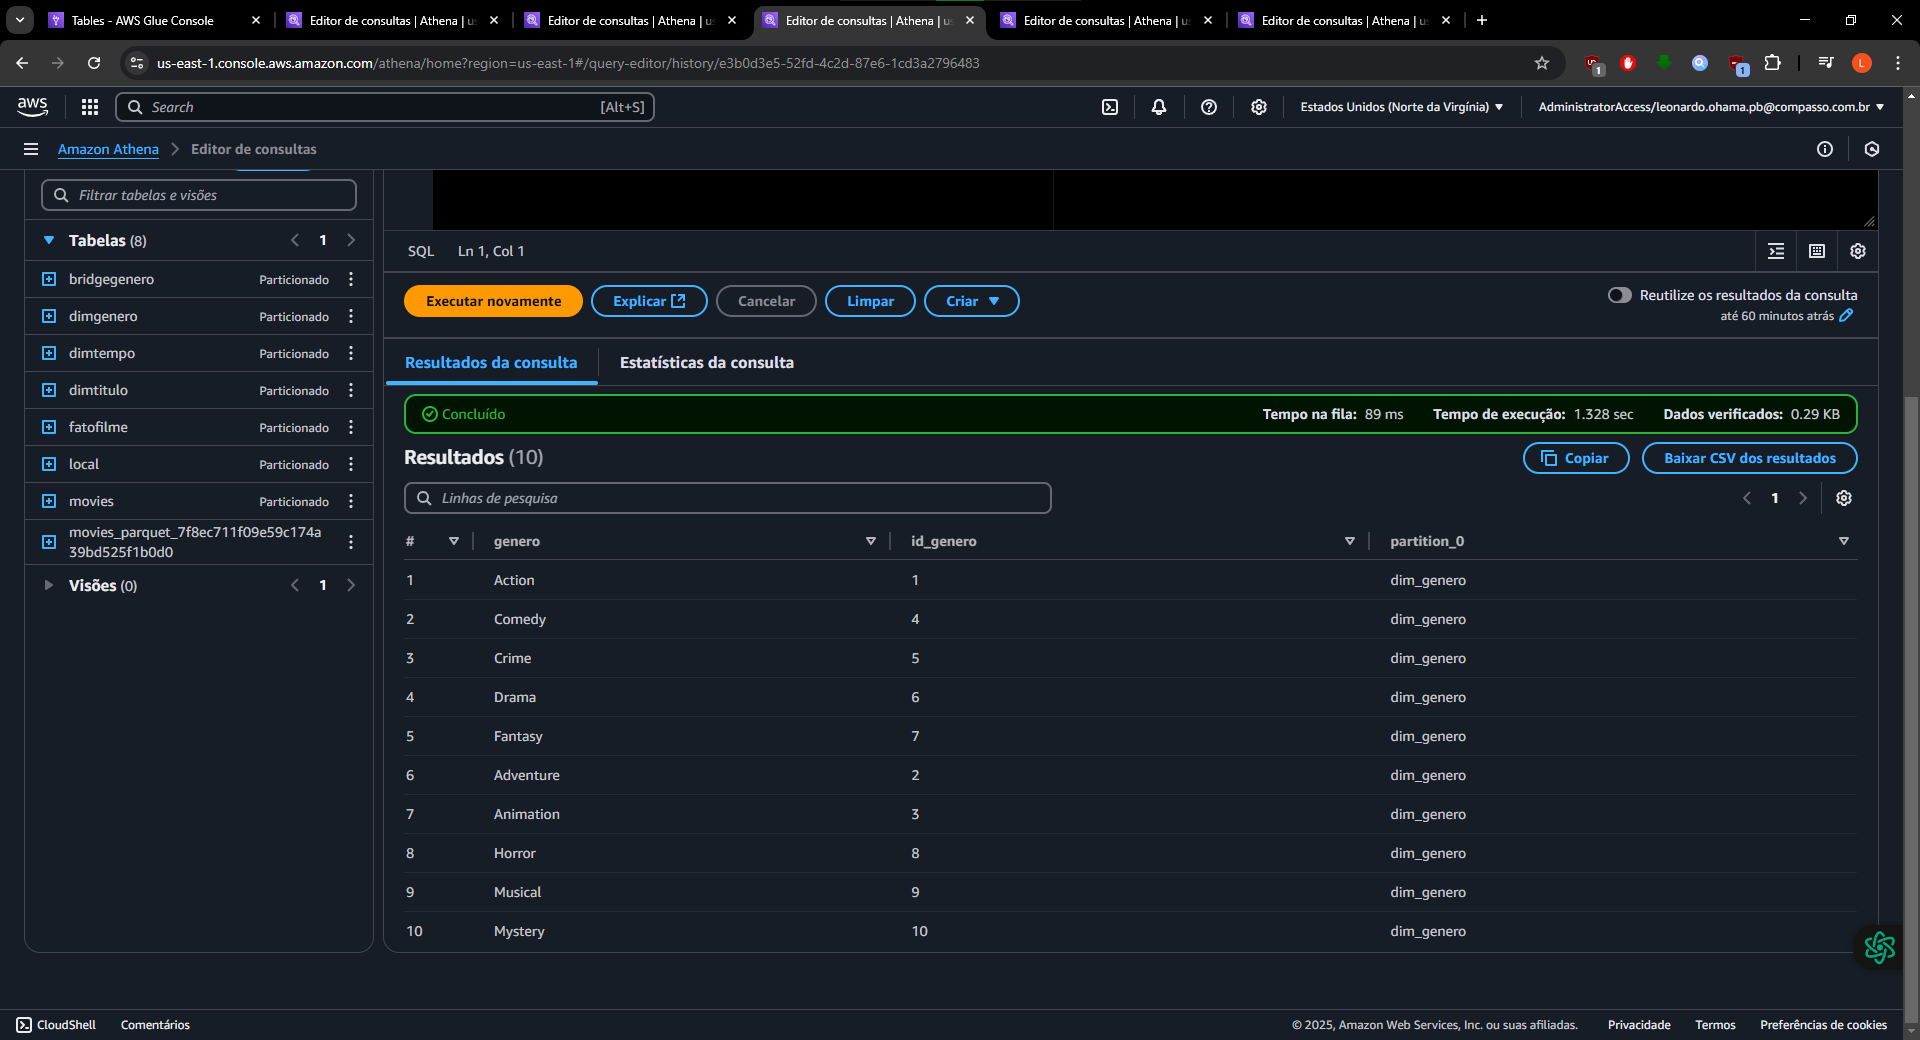 Tables - AWS Glue Console
Editor de consultas | Athena | us
Editor de consultas | Athena | us
Editor de consultas | Athena | us
Editor de consultas | Athena | us
Editor de consultas | Athena | us
us-east-1.console.aws.amazon.com/athena/home?region=us-east-1#/query-editor/history/e3b0d3e5-52fd-4c2d-87e6-1cd3a2796483
1
1
L
aws
Search
[Alt+S]
Estados Unidos (Norte da Virgínia)
AdministratorAccess/leonardo.ohama.pb@compasso.com.br
Amazon Athena
Editor de consultas
Filtrar tabelas e visões
Tabelas (8)
1
bridgegenero
Particionado
dimgenero
Particionado
dimtempo
Particionado
dimtitulo
Particionado
fatofilme
Particionado
local
Particionado
movies
Particionado
movies_parquet_7f8ec711f09e59c174a
39bd525f1b0d0
Visões (0)
1
SQL
Ln 1, Col 1
Executar novamente
Explicar
Cancelar
Limpar
Criar
Reutilize os resultados da consulta
até 60 minutos atrás
Resultados da consulta
Estatísticas da consulta
Concluído
Tempo na fila: 89 ms
Tempo de execução: 1.328 sec
Dados verificados: 0.29 KB
Resultados (10)
Copiar
Baixar CSV dos resultados
Linhas de pesquisa
1
# genero id_genero partition_0
1 Action 1 dim_genero
2 Comedy 4 dim_genero
3 Crime 5 dim_genero
4 Drama 6 dim_genero
5 Fantasy 7 dim_genero
6 Adventure 2 dim_genero
7 Animation 3 dim_genero
8 Horror 8 dim_genero
9 Musical 9 dim_genero
10 Mystery 10 dim_genero
CloudShell
Comentários
© 2025, Amazon Web Services, Inc. ou suas afiliadas.
Privacidade
Termos
Preferências de cookies